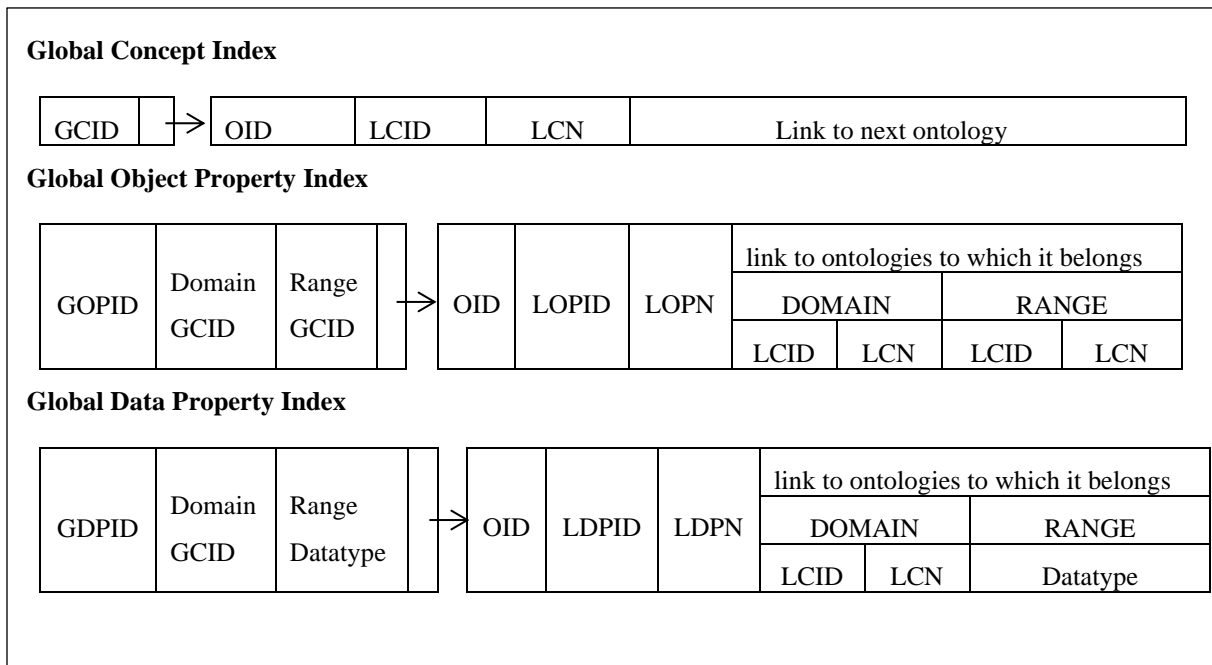 Global Concept Index
GCID OID LCID LCN Link to next ontology
Global Object Property Index
link to ontologies to which it belongs
GOPID Domain GCID Range GCID OID LOPID LOPN DOMAIN RANGE
LCID LCN LCID LCN
Global Data Property Index
link to ontologies to which it belongs
GDPID Domain GCID Range Datatype OID LDPID LDPN DOMAIN RANGE
LCID LCN Datatype